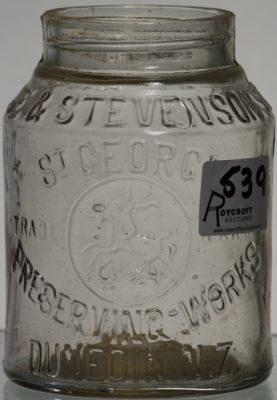 & STEVENSON
ST GEORGE
TRADE
PRESERVING WORKS
DUNEDIN N.Z.
539
ROYCROFT
AUCTIONS